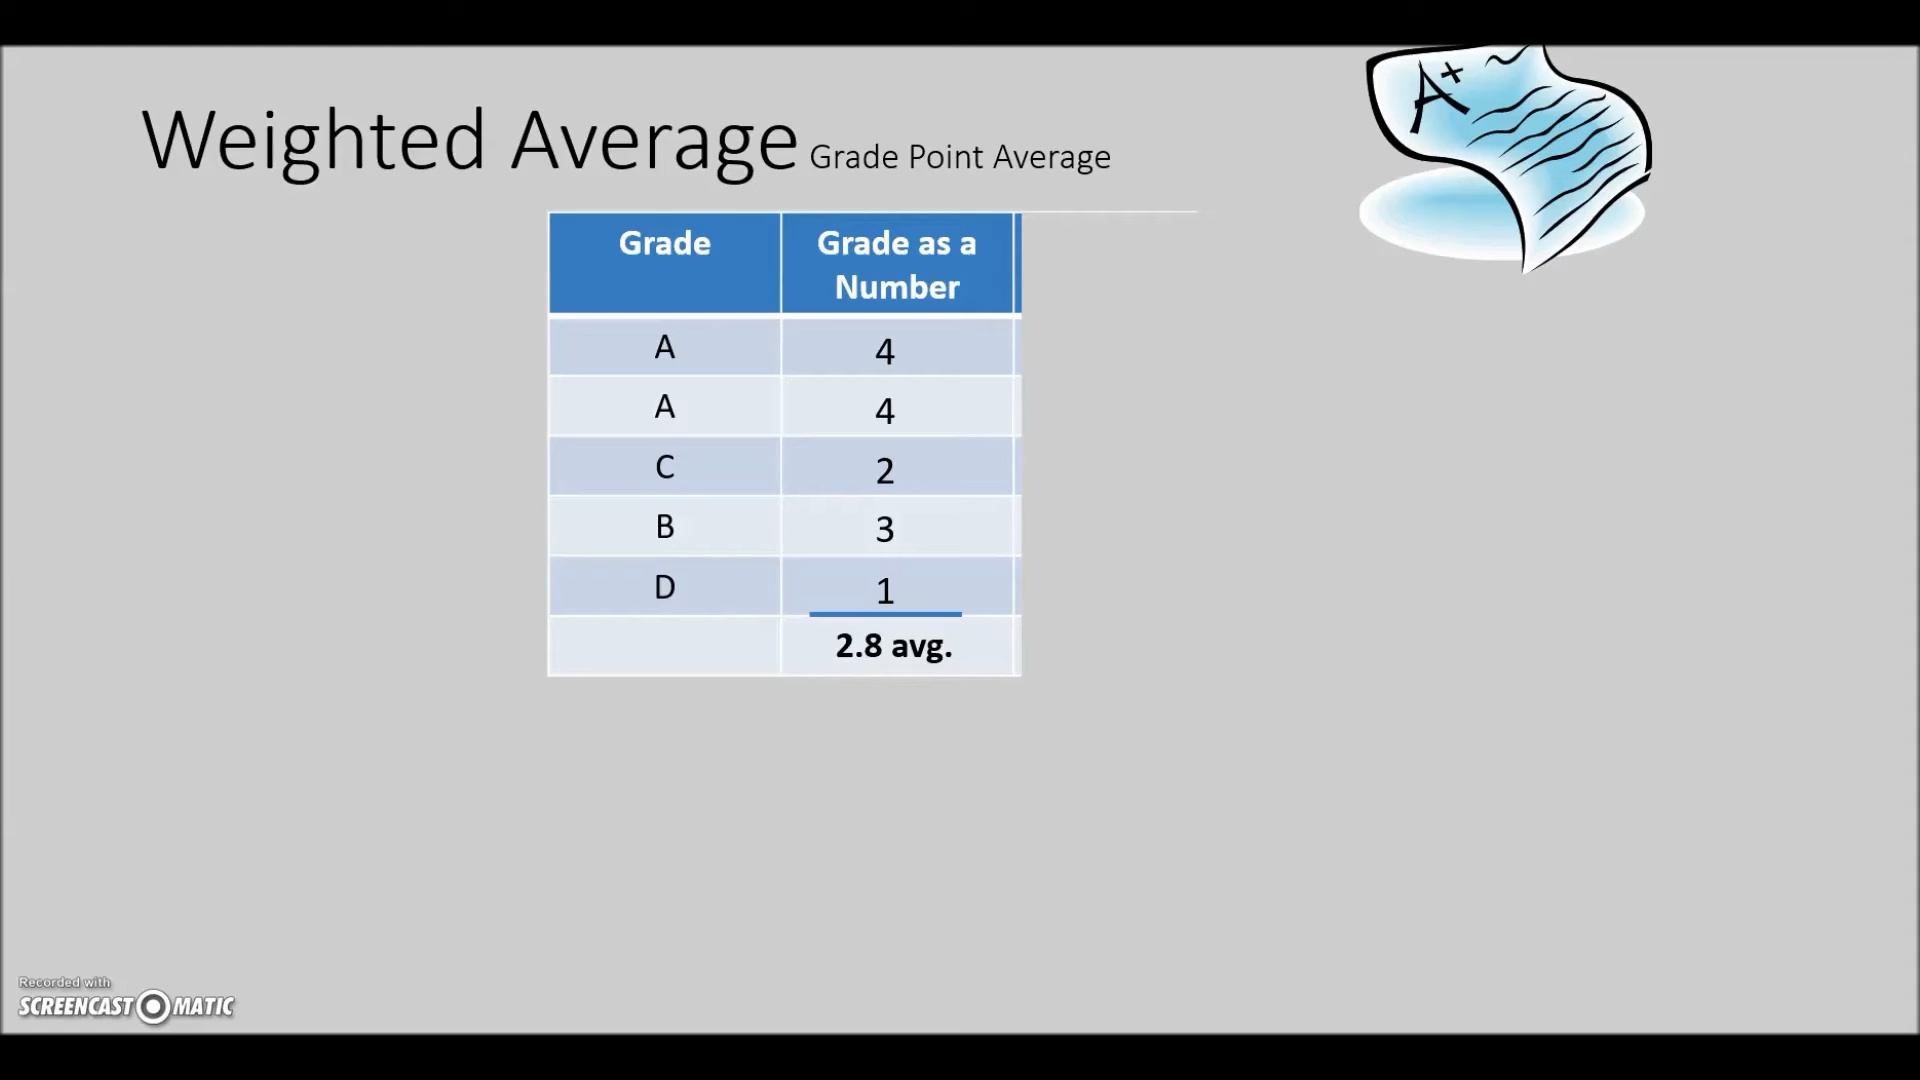 A+
Weighted Average Grade Point Average
Grade Grade as a
Number
A 4
A 4
C 2
B 3
D 1
2.8 avg.
Recorded with
SCREENCAST MATIC